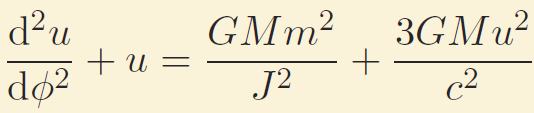 d²u/dϕ² + u = GMm²/J² + 3GMu²/c²